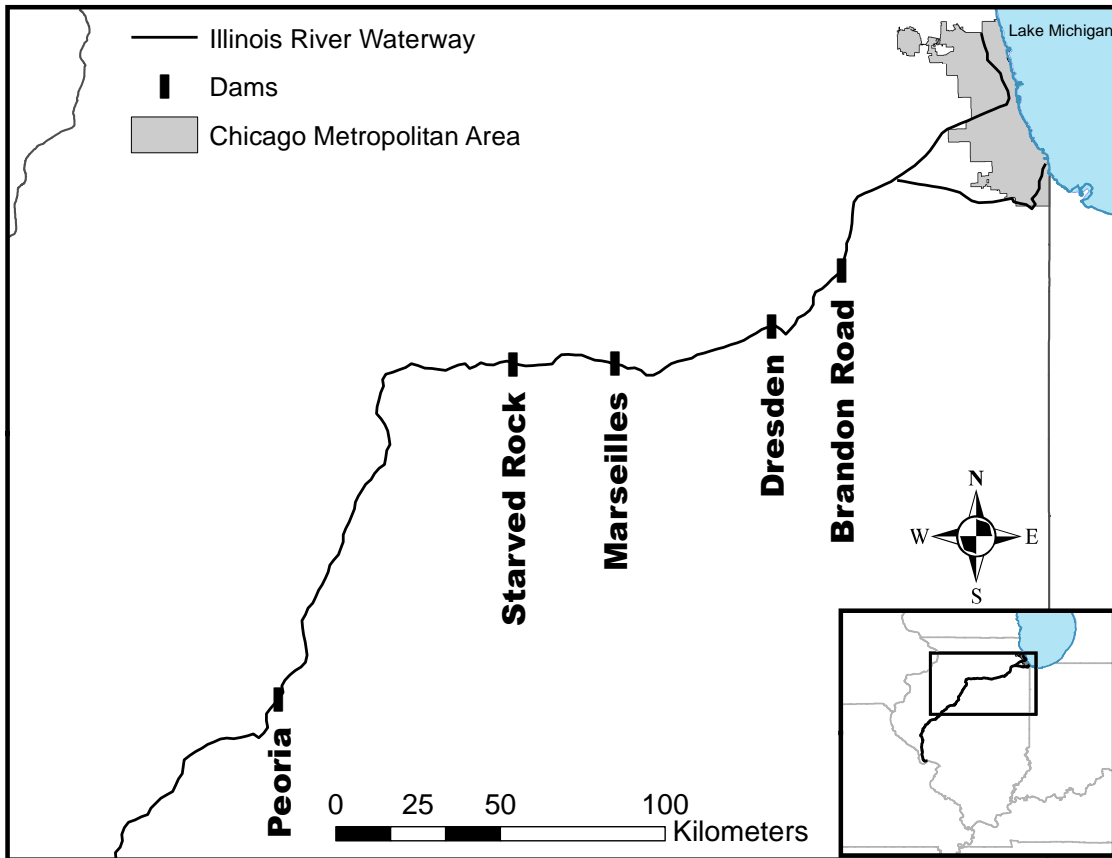 Illinois River Waterway
Dams
Chicago Metropolitan Area
Lake Michigan
Brandon Road
Dresden
Marseilles
Starved Rock
Peoria
N
W
E
S
0 25 50 100
Kilometers